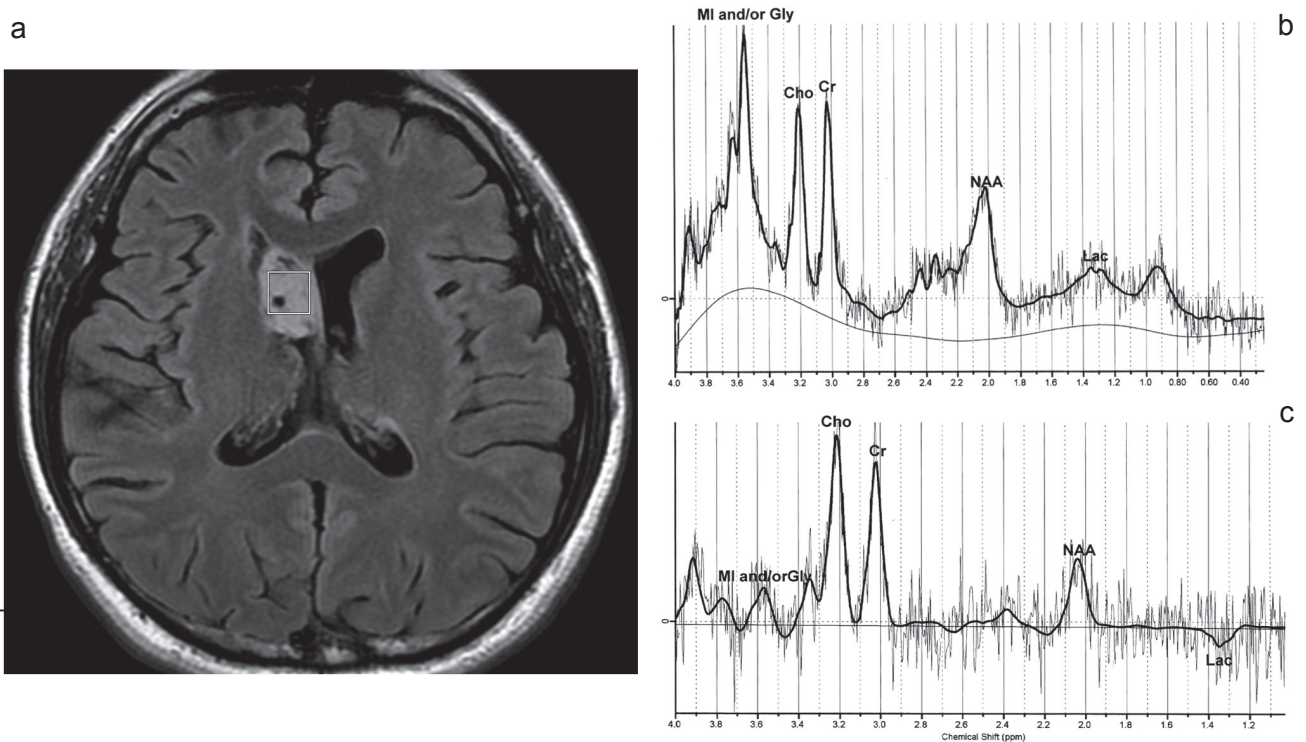 a
MI and/or Gly
b
Cho
Cr
NAA
Lac
0
4.0 3.8 3.6 3.4 3.2 3.0 2.8 2.6 2.4 2.2 2.0 1.8 1.6 1.4 1.2 1.0 0.80 0.60 0.40
c
Cho
Cr
MI and/orGly
NAA
Lac
0
4.0 3.8 3.6 3.4 3.2 3.0 2.8 2.6 2.4 2.2 2.0 1.8 1.6 1.4 1.2
Chemical Shift (ppm)